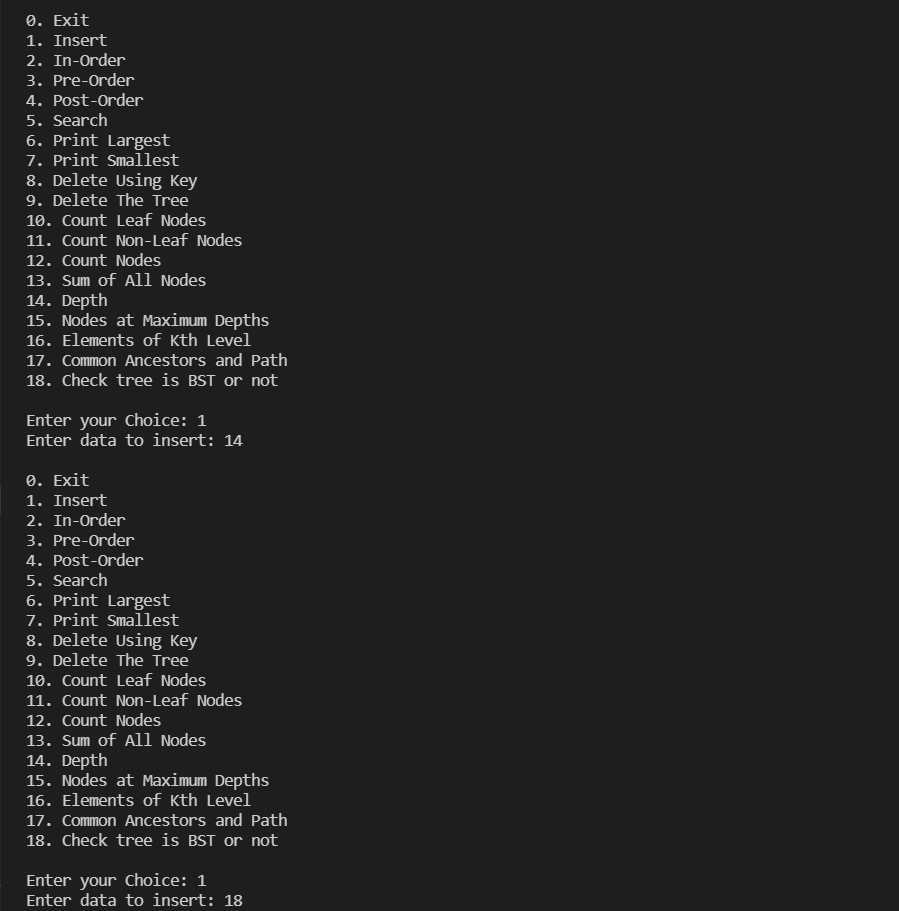 0. Exit
1. Insert
2. In-Order
3. Pre-Order
4. Post-Order
5. Search
6. Print Largest
7. Print Smallest
8. Delete Using Key
9. Delete The Tree
10. Count Leaf Nodes
11. Count Non-Leaf Nodes
12. Count Nodes
13. Sum of All Nodes
14. Depth
15. Nodes at Maximum Depths
16. Elements of Kth Level
17. Common Ancestors and Path
18. Check tree is BST or not
Enter your Choice: 1
Enter data to insert: 14
0. Exit
1. Insert
2. In-Order
3. Pre-Order
4. Post-Order
5. Search
6. Print Largest
7. Print Smallest
8. Delete Using Key
9. Delete The Tree
10. Count Leaf Nodes
11. Count Non-Leaf Nodes
12. Count Nodes
13. Sum of All Nodes
14. Depth
15. Nodes at Maximum Depths
16. Elements of Kth Level
17. Common Ancestors and Path
18. Check tree is BST or not
Enter your Choice: 1
Enter data to insert: 18